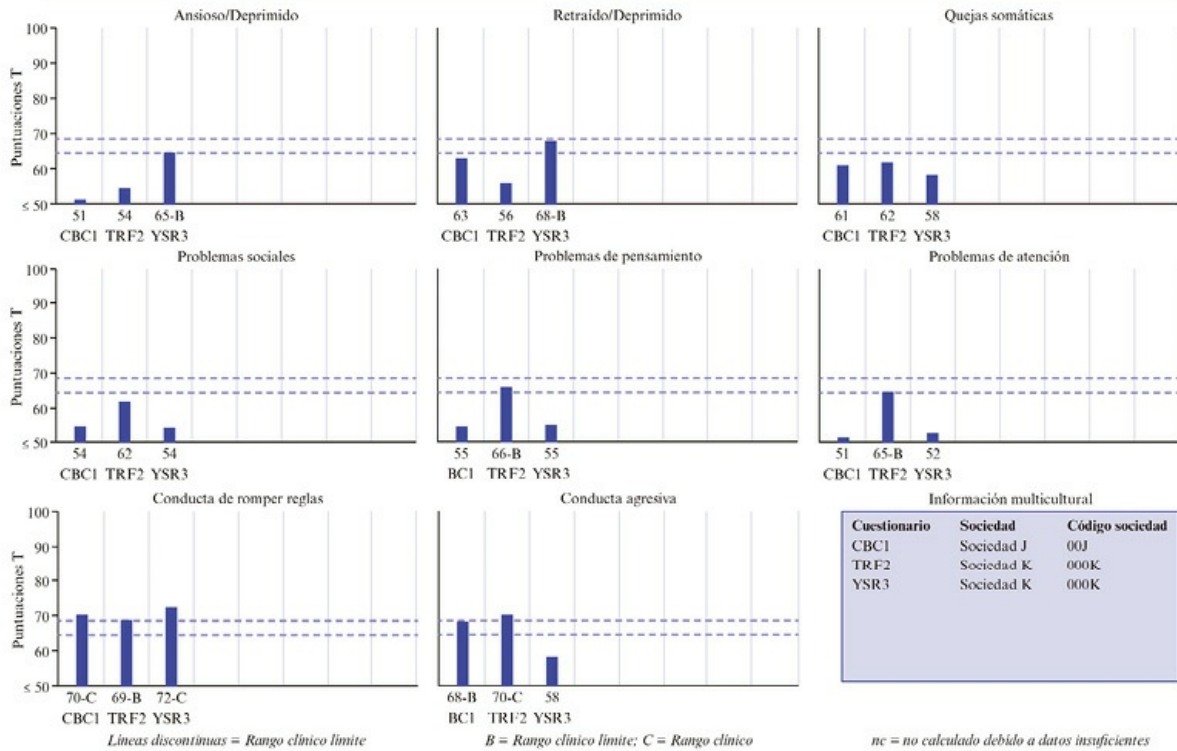 Ansioso/Deprimido
Retraído/Deprimido
Quejas somáticas
Puntuaciones T
100
90
80
70
60
≤ 50
51 54 65-B
CBC1 TRF2 YSR3
63 56 68-B
CBC1 TRF2 YSR3
61 62 58
CBC1 TRF2 YSR3
Problemas sociales
Problemas de pensamiento
Problemas de atención
Puntuaciones T
100
90
80
70
60
≤ 50
54 62 54
CBC1 TRF2 YSR3
55 66-B 55
BC1 TRF2 YSR3
51 65-B 52
CBC1 TRF2 YSR3
Conducta de romper reglas
Conducta agresiva
Información multicultural
Puntuaciones T
100
90
80
70
60
≤ 50
70-C 69-B 72-C
CBC1 TRF2 YSR3
68-B 70-C 58
BC1 TRF2 YSR3
Cuestionario Sociedad Código sociedad
CBC1 Sociedad J 00J
TRF2 Sociedad K 000K
YSR3 Sociedad K 000K
Líneas discontinuas = Rango clínico límite
B = Rango clínico límite; C = Rango clínico
nc = no calculado debido a datos insuficientes